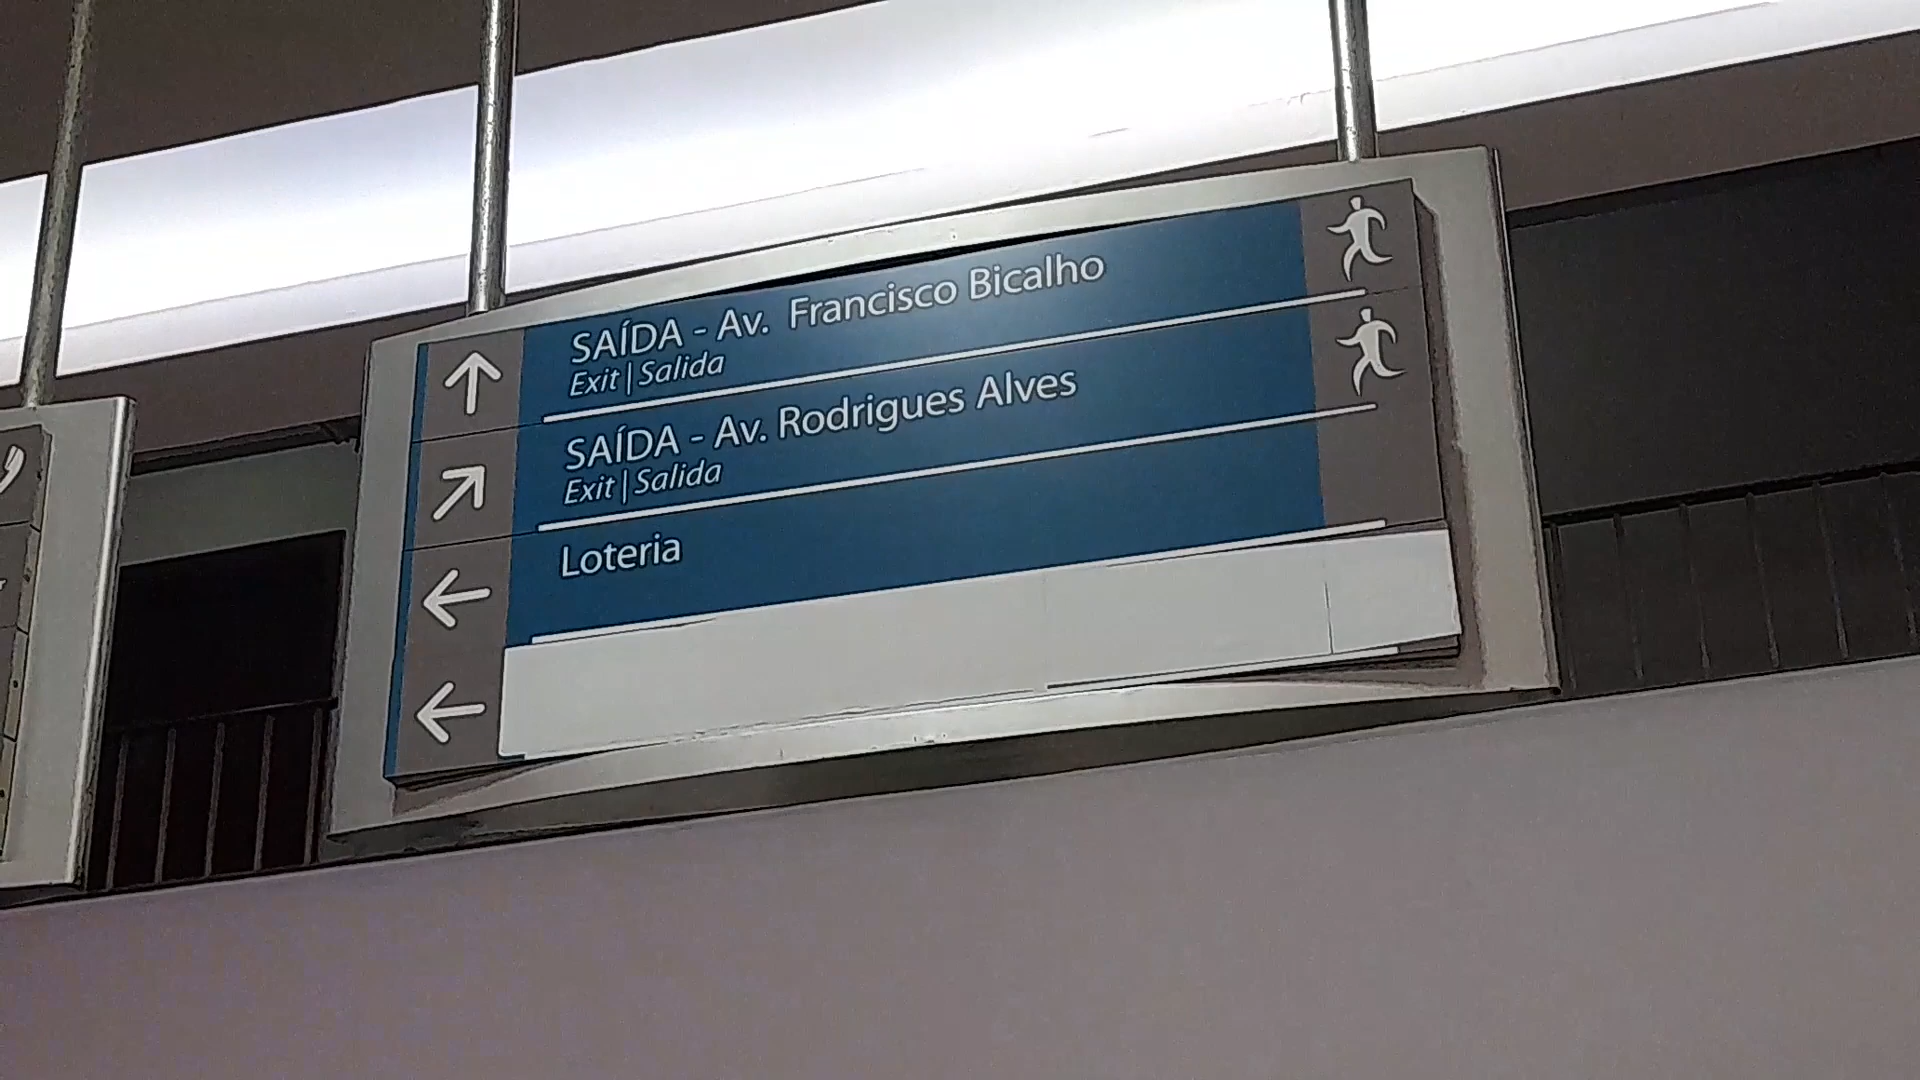 SAÍDA - Av. Francisco Bicalho
Exit | Salida
SAÍDA - Av. Rodrigues Alves
Exit | Salida
Loteria